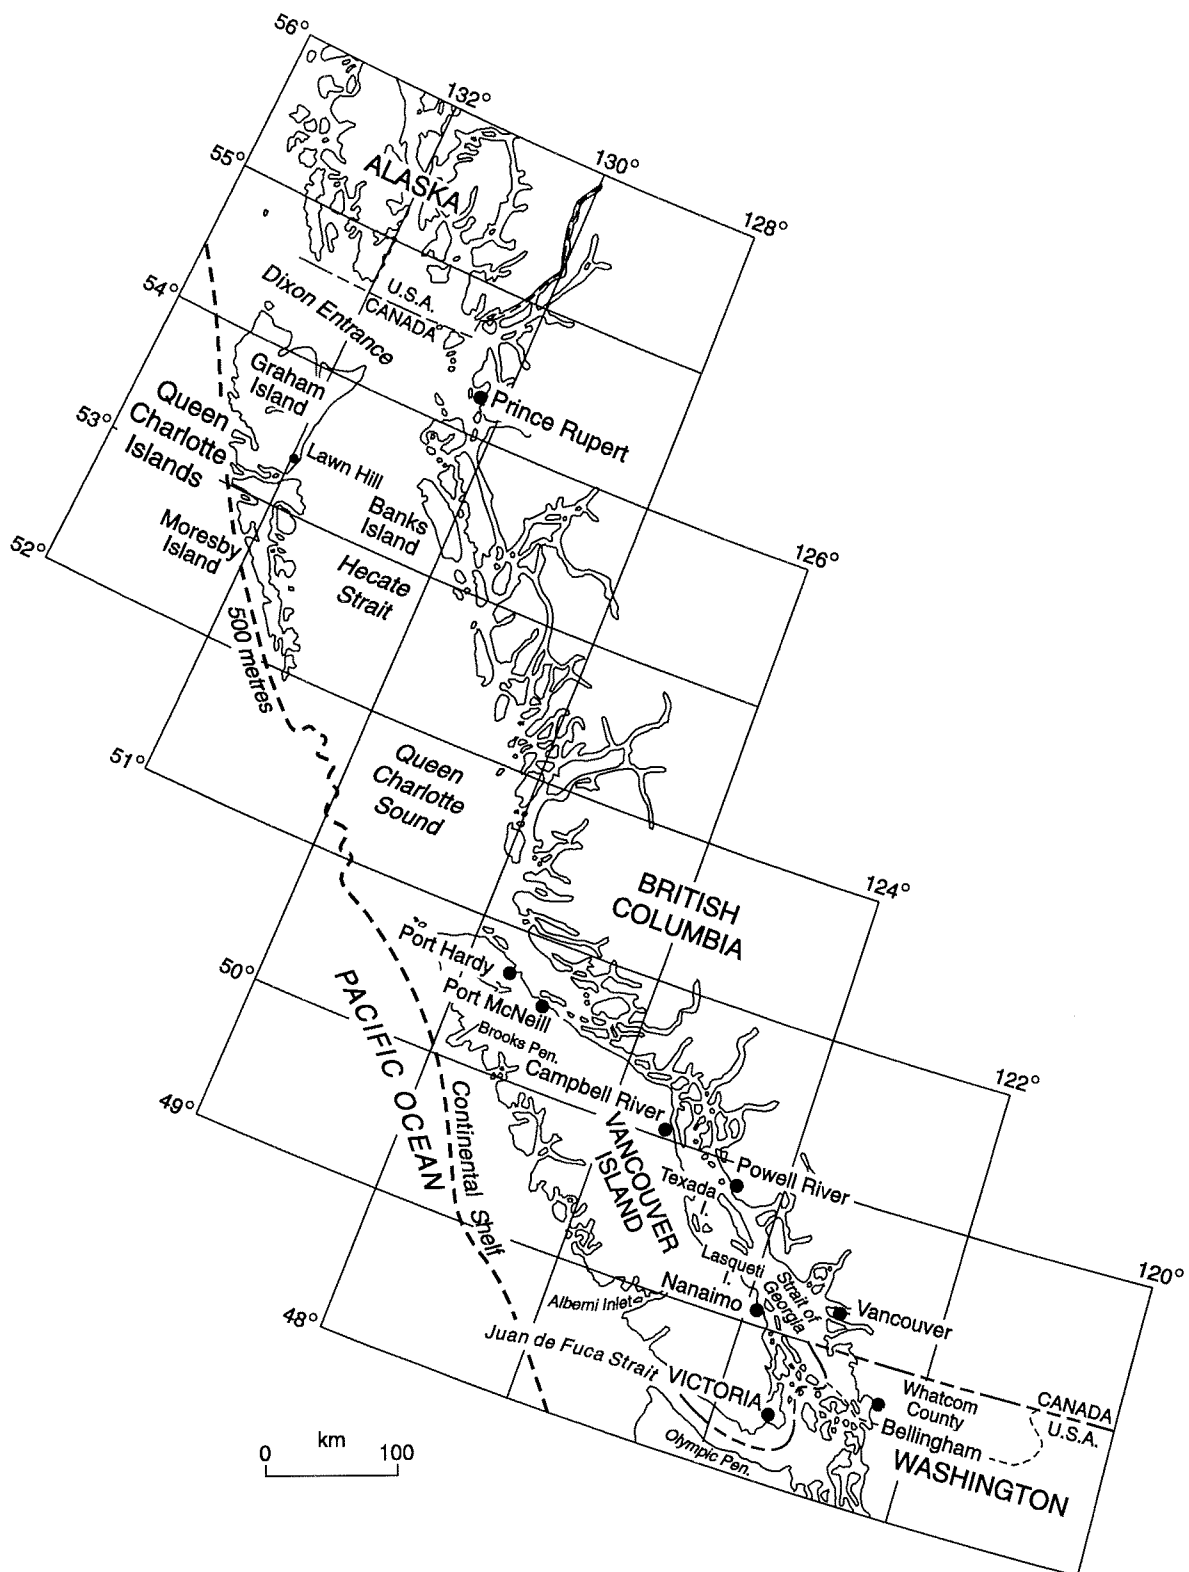 56°
132°
130°
55°
ALASKA
128°
54°
Dixon Entrance
U.S.A.
CANADA
Graham
Island
Prince Rupert
53°
Queen
Charlotte
Islands
Lawn Hill
Banks
Island
52°
Moresby
Island
Hecate
Strait
126°
500 metres
51°
Queen
Charlotte
Sound
BRITISH
COLUMBIA
124°
Port Hardy
50°
Port McNeill
Brooks Pen.
PACIFIC OCEAN
Campbell River
122°
49°
Continental Shelf
VANCOUVER
ISLAND
Powell River
Texada
I.
Lasqueti
I.
Strait of
Georgia
120°
Nanaimo
Vancouver
Alberni Inlet
48°
Juan de Fuca Strait
VICTORIA
Whatcom
County
CANADA
U.S.A.
Bellingham
Olympic Pen.
WASHINGTON
km
0 100